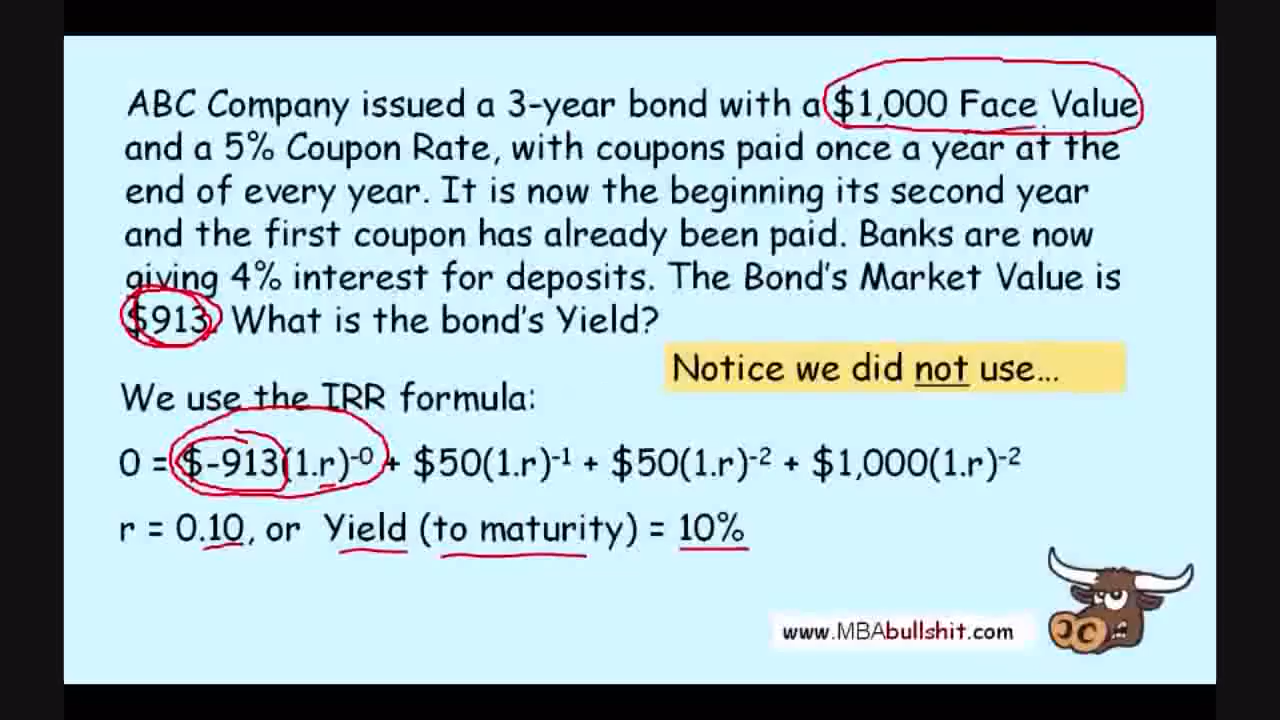 ABC Company issued a 3-year bond with a $1,000 Face Value
and a 5% Coupon Rate, with coupons paid once a year at the
end of every year. It is now the beginning its second year
and the first coupon has already been paid. Banks are now
giving 4% interest for deposits. The Bond's Market Value is
$913. What is the bond's Yield?
Notice we did not use...
We use the IRR formula:
0 = $-913(1.r)⁻⁰ + $50(1.r)⁻¹ + $50(1.r)⁻² + $1,000(1.r)⁻²
r = 0.10, or Yield (to maturity) = 10%
www.MBAbullshit.com